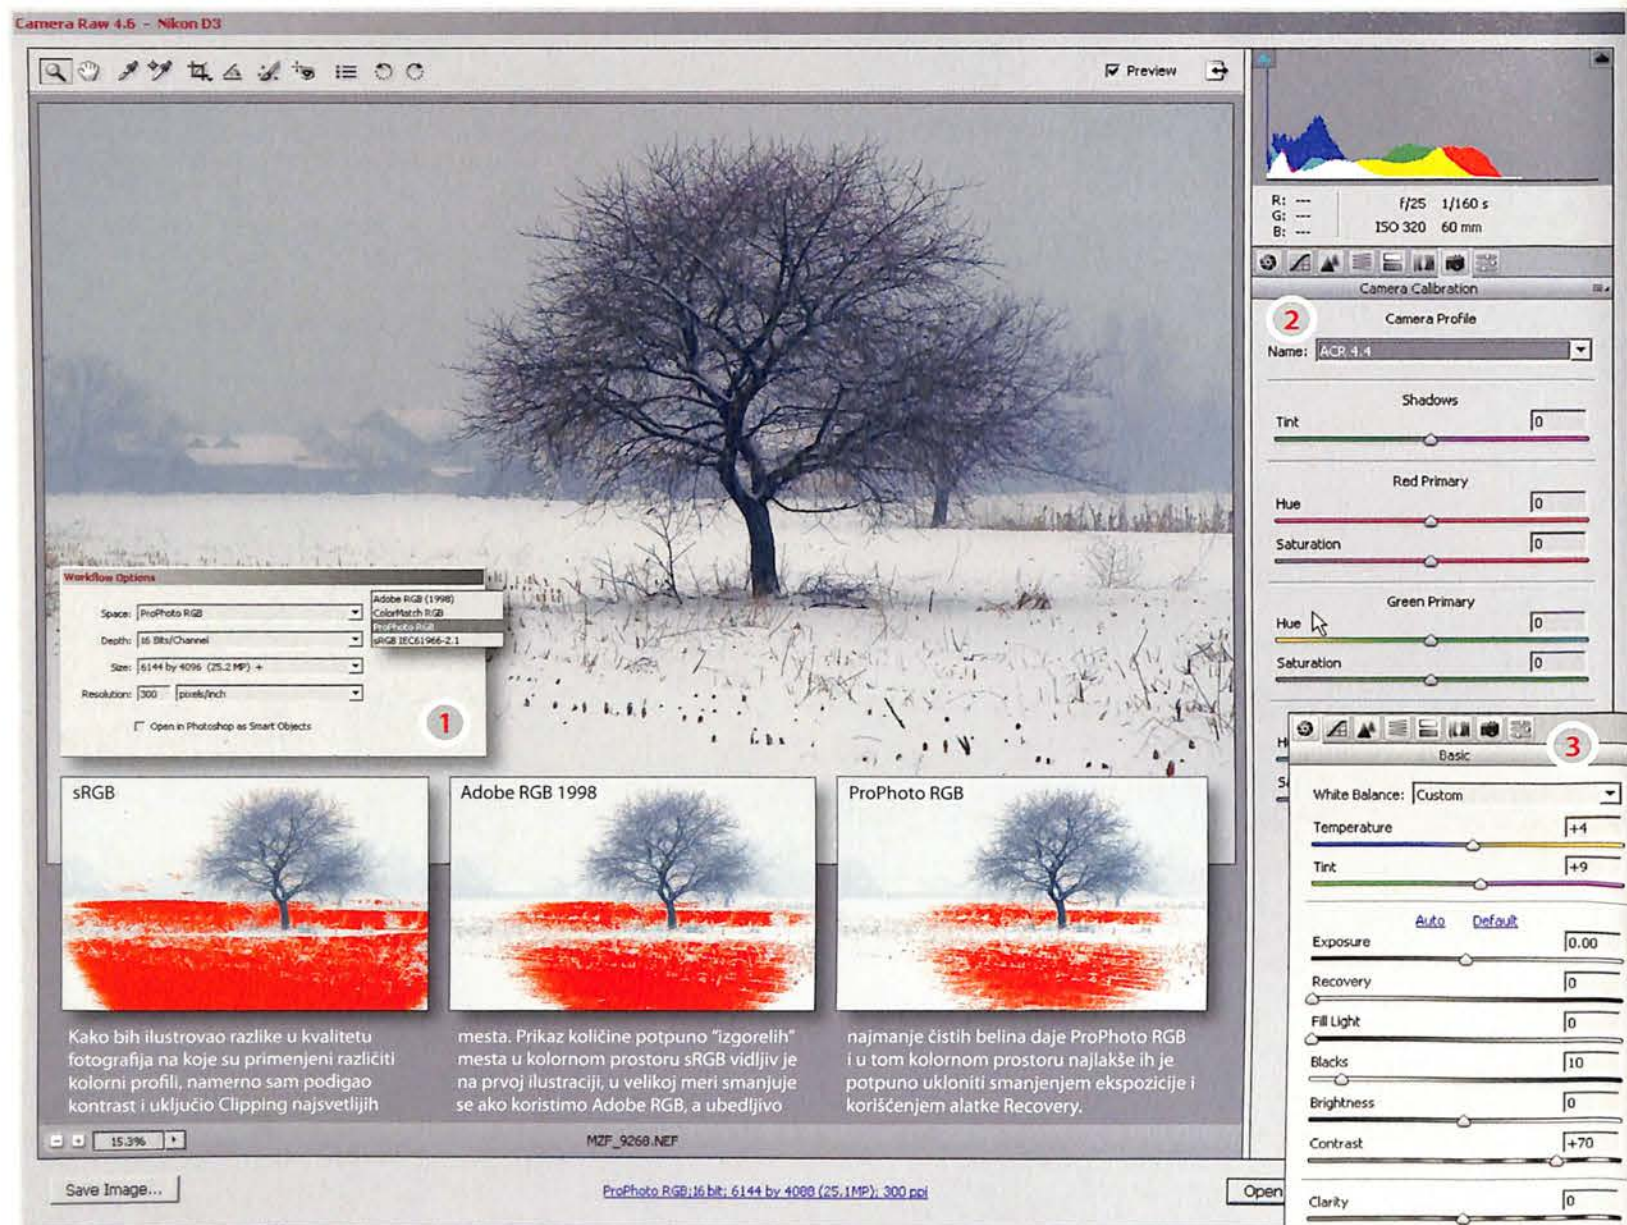 Camera Raw 4.6 - Nikon D3
Preview
R: ---
G: ---
B: ---
f/25 1/160 s
ISO 320 60 mm
Camera Calibration
2
Camera Profile
Name: ACR 4.4
Shadows
Tint 0
Red Primary
Hue 0
Saturation 0
Green Primary
Hue 0
Saturation 0
Workflow Options
Space: ProPhoto RGB
Depth: 16 Bits/Channel
Size: 6144 by 4096 (25.2 MP) +
Resolution: 300 pixels/inch
Open in Photoshop as Smart Objects
Adobe RGB (1998)
ColorMatch RGB
ProPhoto RGB
sRGB IEC61966-2.1
1
3
Basic
White Balance: Custom
Temperature +4
Tint +9
Auto Default
Exposure 0.00
Recovery 0
Fill Light 0
Blacks 10
Brightness 0
Contrast +70
Clarity 0
sRGB
Adobe RGB 1998
ProPhoto RGB
Kako bih ilustrovao razlike u kvalitetu
fotografija na koje su primenjeni različiti
kolorni profili, namerno sam podigao
kontrast i uključio Clipping najsvetlijih
mesta. Prikaz količine potpuno "izgorelih"
mesta u kolornom prostoru sRGB vidljiv je
na prvoj ilustraciji, u velikoj meri smanjuje
se ako koristimo Adobe RGB, a ubedljivo
najmanje čistih belina daje ProPhoto RGB
i u tom kolornom prostoru najlakše ih je
potpuno ukloniti smanjenjem ekspozicije i
korišćenjem alatke Recovery.
15.3%
MZF_9268.NEF
Save Image...
ProPhoto RGB;16 bit; 6144 by 4088 (25.1MP); 300 ppi
Open